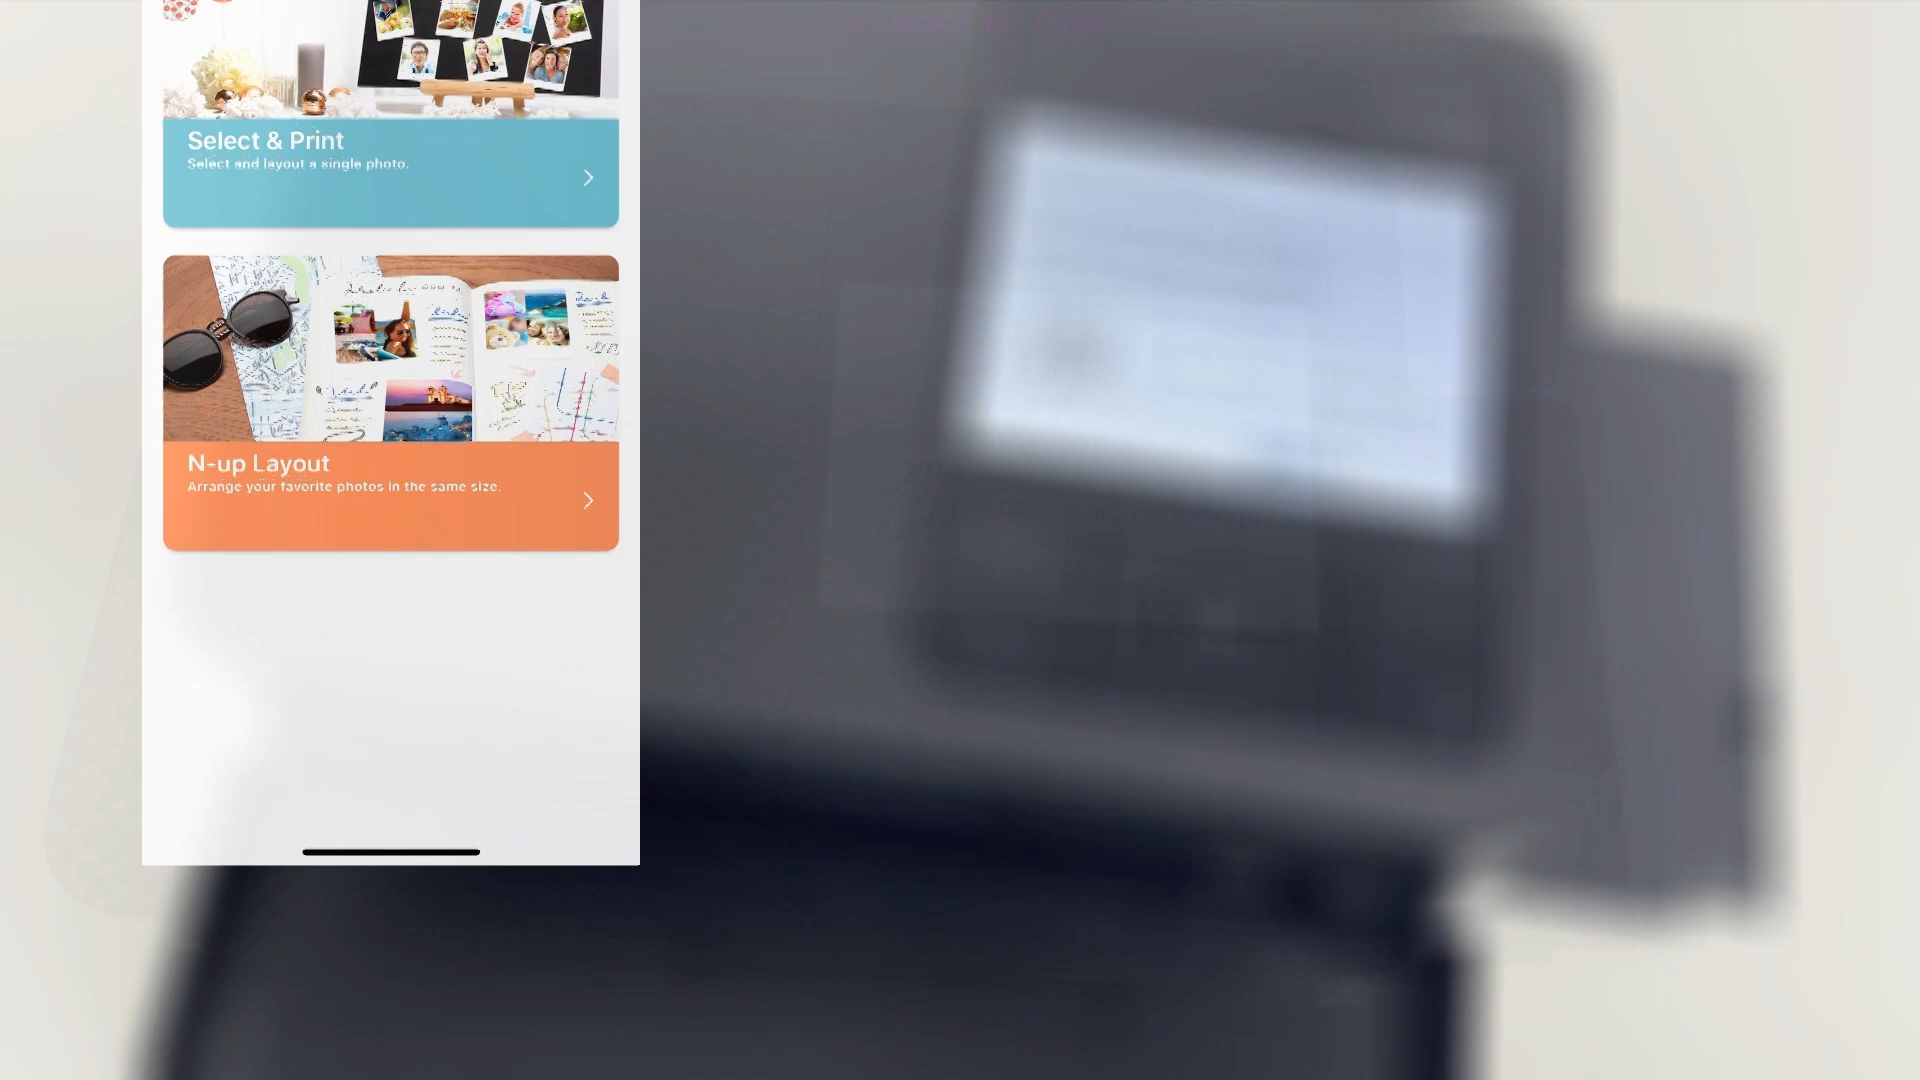 Select & Print
Select and layout a single photo.
N-up Layout
Arrange your favorite photos in the same size.